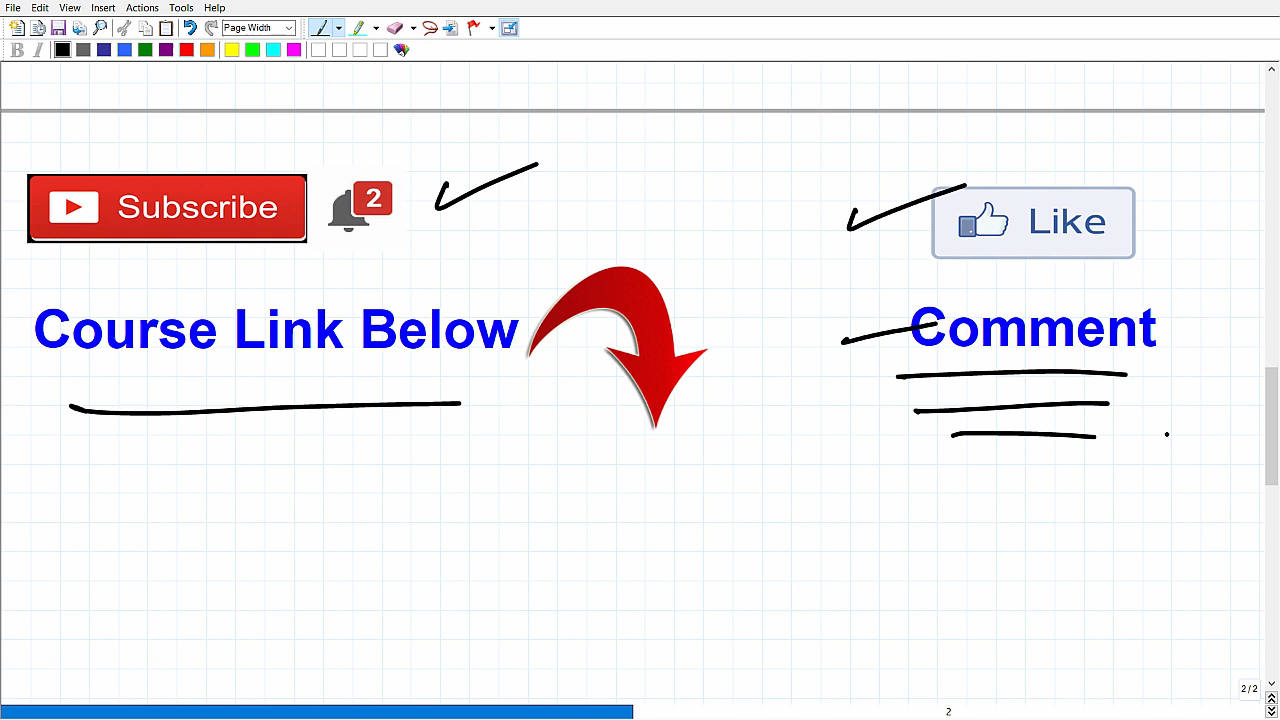 File Edit View Insert Actions Tools Help
Page Width
B I
Subscribe 2
Like
Course Link Below
Comment
2/2
2